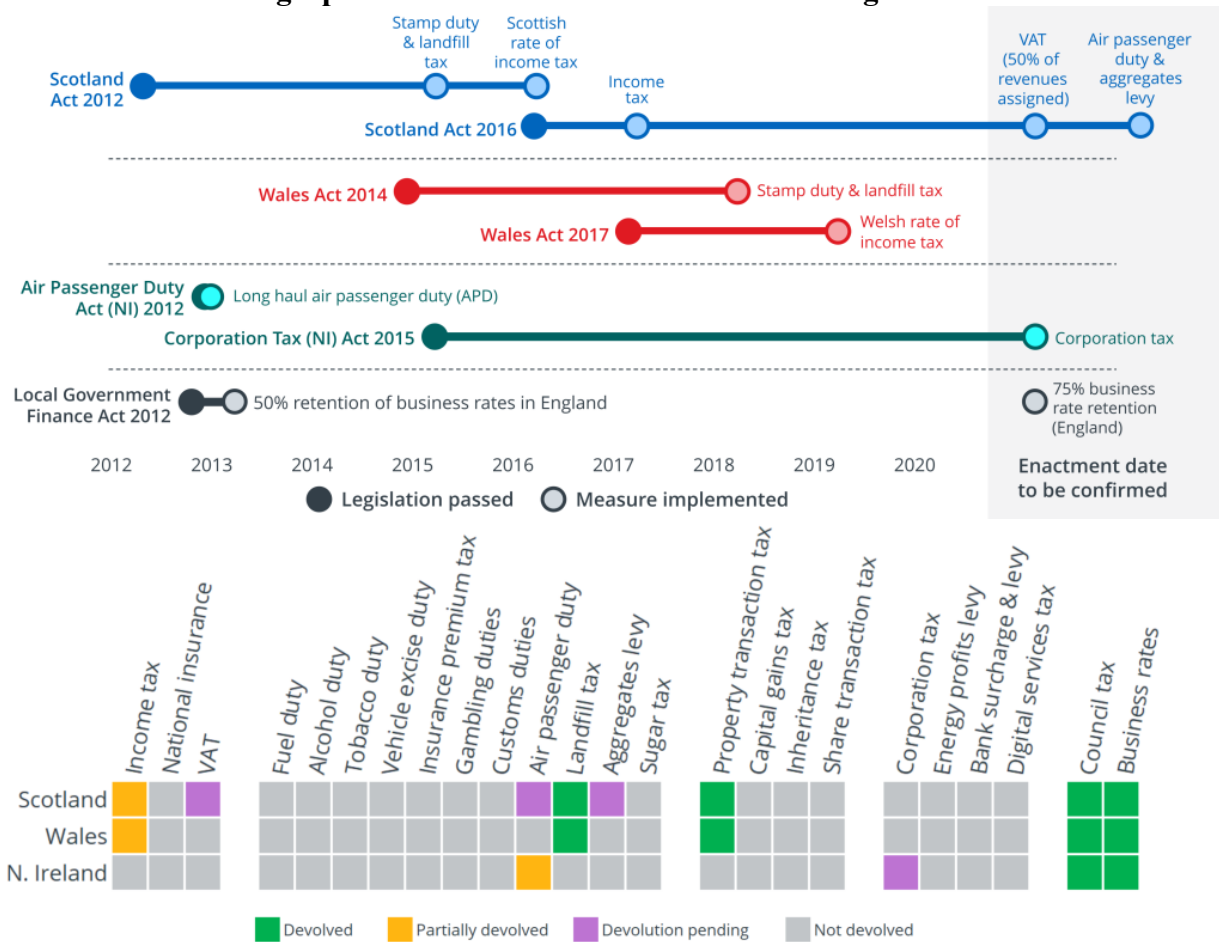 Stamp duty
& landfill
tax
Scottish
rate of
income tax
VAT
(50% of
revenues
assigned)
Air passenger
duty &
aggregates
levy
Scotland
Act 2012
Income
tax
Scotland Act 2016
Wales Act 2014
Stamp duty & landfill tax
Wales Act 2017
Welsh rate of
income tax
Air Passenger Duty
Act (NI) 2012
Long haul air passenger duty (APD)
Corporation Tax (NI) Act 2015
Corporation tax
Local Government
Finance Act 2012
50% retention of business rates in England
75% business
rate retention
(England)
2012 2013 2014 2015 2016 2017 2018 2019 2020
Enactment date
to be confirmed
Legislation passed
Measure implemented
Income tax
National insurance
VAT
Fuel duty
Alcohol duty
Tobacco duty
Vehicle excise duty
Insurance premium tax
Gambling duties
Customs duties
Air passenger duty
Landfill tax
Aggregates levy
Sugar tax
Property transaction tax
Capital gains tax
Inheritance tax
Share transaction tax
Corporation tax
Energy profits levy
Bank surcharge & levy
Digital services tax
Council tax
Business rates
Scotland
Wales
N. Ireland
Devolved
Partially devolved
Devolution pending
Not devolved